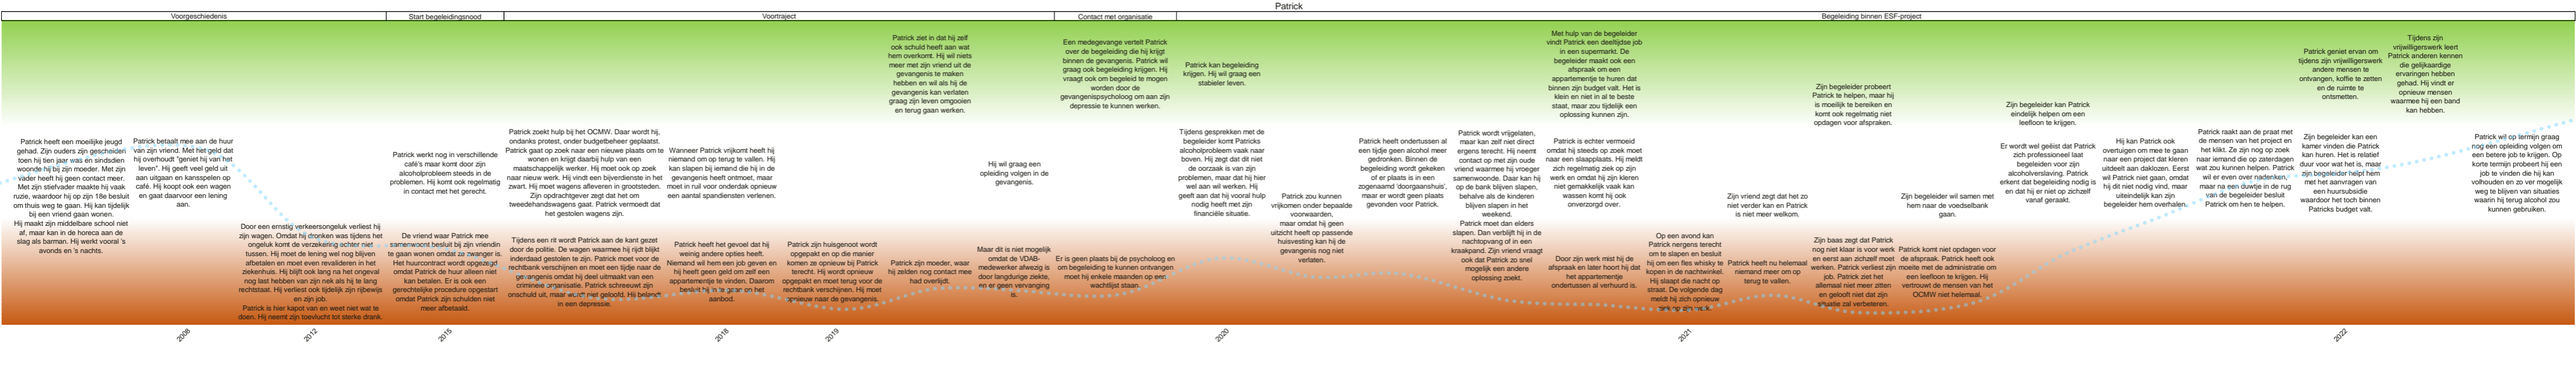 Patrick
Voorgeschiedenis
Start begeleidingsnood
Voortraject
Contact met organisatie
Begeleiding binnen ESF-project
Patrick heeft een moeilijke jeugd
gehad. Zijn ouders zijn gescheiden
toen hij tien jaar was en sindsdien
woonde hij bij zijn moeder. Met zijn
vader heeft hij geen contact meer.
Met zijn stiefvader maakte hij vaak
ruzie, waardoor hij op zijn 18e besluit
om thuis weg te gaan. Hij kan tijdelijk
bij een vriend gaan wonen.
Hij maakt zijn middelbare school niet
af, maar kan in de horeca aan de
slag als barman. Hij werkt vooral 's
avonds en 's nachts.
Patrick betaalt mee aan de huur
van zijn vriend. Met het geld dat
hij overhoudt "geniet hij van het
leven". Hij geeft veel geld uit
aan uitgaan en kansspelen op
café. Hij koopt ook een wagen
en gaat daarvoor een lening
aan.
Door een ernstig verkeersongeluk verliest hij
zijn wagen. Omdat hij dronken was tijdens het
ongeluk komt de verzekering echter niet
tussen. Hij moet de lening wel nog blijven
afbetalen en moet even revalideren in het
ziekenhuis. Hij blijft ook lang na het ongeval
nog last hebben van zijn nek als hij te lang
rechtstaat. Hij verliest ook tijdelijk zijn rijbewijs
en zijn job.
Patrick is hier kapot van en weet niet wat te
doen. Hij neemt zijn toevlucht tot sterke drank.
Patrick werkt nog in verschillende
café's maar komt door zijn
alcoholprobleem steeds in de
problemen. Hij komt ook regelmatig
in contact met het gerecht.
De vriend waar Patrick mee
samenwoont besluit bij zijn vriendin
te gaan wonen omdat ze zwanger is.
Het huurcontract wordt opgezegd
omdat Patrick de huur alleen niet
kan betalen. Er is ook een
gerechtelijke procedure opgestart
omdat Patrick zijn schulden niet
meer afbetaald.
Patrick zoekt hulp bij het OCMW. Daar wordt hij,
ondanks protest, onder budgetbeheer geplaatst.
Patrick gaat op zoek naar een nieuwe plaats om te
wonen en krijgt daarbij hulp van een
maatschappelijk werker. Hij moet ook op zoek
naar nieuw werk. Hij vindt een bijverdienste in het
zwart. Hij moet wagens afleveren in grootsteden.
Zijn opdrachtgever zegt dat het om
tweedehandswagens gaat. Patrick vermoedt dat
het gestolen wagens zijn.
Tijdens een rit wordt Patrick aan de kant gezet
door de politie. De wagen waarmee hij rijdt blijkt
inderdaad gestolen te zijn. Patrick moet voor de
rechtbank verschijnen en moet een tijdje naar de
gevangenis omdat hij deel uitmaakt van een
criminele organisatie. Patrick schreeuwt zijn
onschuld uit, maar wordt niet geloofd. Hij belandt
in een depressie.
Wanneer Patrick vrijkomt heeft hij
niemand om op terug te vallen. Hij
kan slapen bij iemand die hij in de
gevangenis heeft ontmoet, maar
moet in ruil voor onderdak opnieuw
een aantal spandiensten verlenen.
Patrick heeft het gevoel dat hij
weinig andere opties heeft.
Niemand wil hem een job geven en
hij heeft geen geld om zelf een
appartementje te vinden. Daarom
besluit hij in te gaan op het
aanbod.
Patrick zijn huisgenoot wordt
opgepakt en op die manier
komen ze opnieuw bij Patrick
terecht. Hij wordt opnieuw
opgepakt en moet terug voor de
rechtbank verschijnen. Hij moet
opnieuw naar de gevangenis.
Patrick ziet in dat hij zelf
ook schuld heeft aan wat
hem overkomt. Hij wil niets
meer met zijn vriend uit de
gevangenis te maken
hebben en wil als hij de
gevangenis kan verlaten
graag zijn leven omgooien
en terug gaan werken.
Patrick zijn moeder, waar
hij zelden nog contact mee
had overlijdt.
Hij wil graag een
opleiding volgen in de
gevangenis.
Maar dit is niet mogelijk
omdat de VDAB-
medewerker afwezig is
door langdurige ziekte,
en er geen vervanging
is.
Een medegevange vertelt Patrick
over de begeleiding die hij krijgt
binnen de gevangenis. Patrick wil
graag ook begeleiding krijgen. Hij
vraagt ook om begeleid te mogen
worden door de
gevangenispsycholoog om aan zijn
depressie te kunnen werken.
Er is geen plaats bij de psycholoog en
om begeleiding te kunnen ontvangen
moet hij enkele maanden op een
wachtlijst staan.
Patrick kan begeleiding
krijgen. Hij wil graag een
stabieler leven.
Tijdens gesprekken met de
begeleider komt Patricks
alcoholprobleem vaak naar
boven. Hij zegt dat dit niet
de oorzaak is van zijn
problemen, maar dat hij hier
wel aan wil werken. Hij
geeft aan dat hij vooral hulp
nodig heeft met zijn
financiële situatie.
Patrick zou kunnen
vrijkomen onder bepaalde
voorwaarden,
maar omdat hij geen
uitzicht heeft op passende
huisvesting kan hij de
gevangenis nog niet
verlaten.
Patrick heeft ondertussen al
een tijdje geen alcohol meer
gedronken. Binnen de
begeleiding wordt gekeken
of er plaats is in een
zogenaamd 'doorgaanshuis',
maar er wordt geen plaats
gevonden voor Patrick.
Patrick wordt vrijgelaten,
maar kan zelf niet direct
ergens terecht. Hij neemt
contact op met zijn oude
vriend waarmee hij vroeger
samenwoonde. Daar kan hij
op de bank blijven slapen,
behalve als de kinderen
blijven slapen in het
weekend.
Patrick moet dan elders
slapen. Dan verblijft hij in de
nachtopvang of in een
kraakpand. Zijn vriend vraagt
ook dat Patrick zo snel
mogelijk een andere
oplossing zoekt.
Met hulp van de begeleider
vindt Patrick een deeltijdse job
in een supermarkt. De
begeleider maakt ook een
afspraak om een
appartementje te huren dat
binnen zijn budget valt. Het is
klein en niet in al te beste
staat, maar zou tijdelijk een
oplossing kunnen zijn.
Patrick is echter vermoeid
omdat hij steeds op zoek moet
naar een slaapplaats. Hij meldt
zich regelmatig ziek op zijn
werk en omdat hij zijn kleren
niet gemakkelijk vaak kan
wassen komt hij ook
onverzorgd over.
Door zijn werk mist hij de
afspraak en later hoort hij dat
het appartement
ondertussen al verhuurd is.
Op een avond kan
Patrick nergens terecht
om te slapen en besluit
hij om een fles whisky te
kopen in de nachtwinkel.
Hij slaapt die nacht op
straat. De volgende dag
meldt hij zich opnieuw
ziek op zijn werk.
Zijn vriend zegt dat het zo
niet verder kan en Patrick
is niet meer welkom.
Patrick heeft nu helemaal
niemand meer om op
terug te vallen.
Zijn begeleider probeert
Patrick te helpen, maar hij
is moeilijk te bereiken en
komt ook regelmatig niet
opdagen voor afspraken.
Zijn baas zegt dat Patrick
nog niet klaar is voor werk
en eerst aan zichzelf moet
werken. Patrick verliest zijn
job. Patrick ziet het
allemaal niet meer zitten
en gelooft niet dat zijn
situatie zal verbeteren.
Zijn begeleider wil samen met
hem naar de voedselbank
gaan.
Patrick komt niet opdagen voor
de afspraak. Patrick heeft ook
moeite met de administratie om
een leefloon te krijgen. Hij
vertrouwt de mensen van het
OCMW niet helemaal.
Zijn begeleider kan Patrick
eindelijk helpen om een
leefloon te krijgen.
Er wordt wel geëist dat Patrick
zich professioneel laat
begeleiden voor zijn
alcoholverslaving. Patrick
erkent dat begeleiding nodig is
en dat hij er niet op zichzelf
vanaf geraakt.
Hij kan Patrick ook
overtuigen om mee te gaan
naar een project dat kleren
uitdeelt aan daklozen. Eerst
wil Patrick niet gaan, omdat
hij dit niet nodig vind, maar
uiteindelijk kan zijn
begeleider hem overhalen.
Patrick raakt aan de praat met
de mensen van het project en
het klikt. Ze zijn nog op zoek
naar iemand die op zaterdagen
wat zou kunnen helpen. Patrick
wil er even over nadenken,
maar na een duwtje in de rug
van de begeleider besluit
Patrick om hen te helpen.
Patrick geniet ervan om
tijdens zijn vrijwilligerswerk
andere mensen te
ontvangen, koffie te zetten
en de ruimte te
ontsmetten.
Zijn begeleider kan een
kamer vinden die Patrick
kan huren. Het is relatief
duur voor wat het is, maar
zijn begeleider helpt hem
met het aanvragen van
een huursubsidie
waardoor het toch binnen
Patricks budget valt.
Tijdens zijn
vrijwilligerswerk leert
Patrick anderen kennen
die gelijkaardige
ervaringen hebben
gehad. Hij vindt er
opnieuw mensen
waarmee hij een band
kan hebben.
Patrick wil op termijn graag
nog een opleiding volgen om
een betere job te krijgen. Op
korte termijn probeert hij een
job te vinden die hij kan
volhouden en zo ver mogelijk
weg te blijven van situaties
waarin hij terug alcohol zou
kunnen gebruiken.
2008
2012
2015
2018
2019
2020
2021
2022